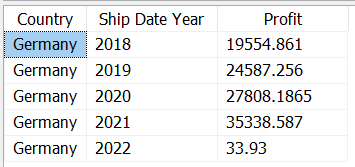 Country Ship Date Year Profit
Germany 2018 19554.861
Germany 2019 24587.256
Germany 2020 27808.1865
Germany 2021 35338.587
Germany 2022 33.93